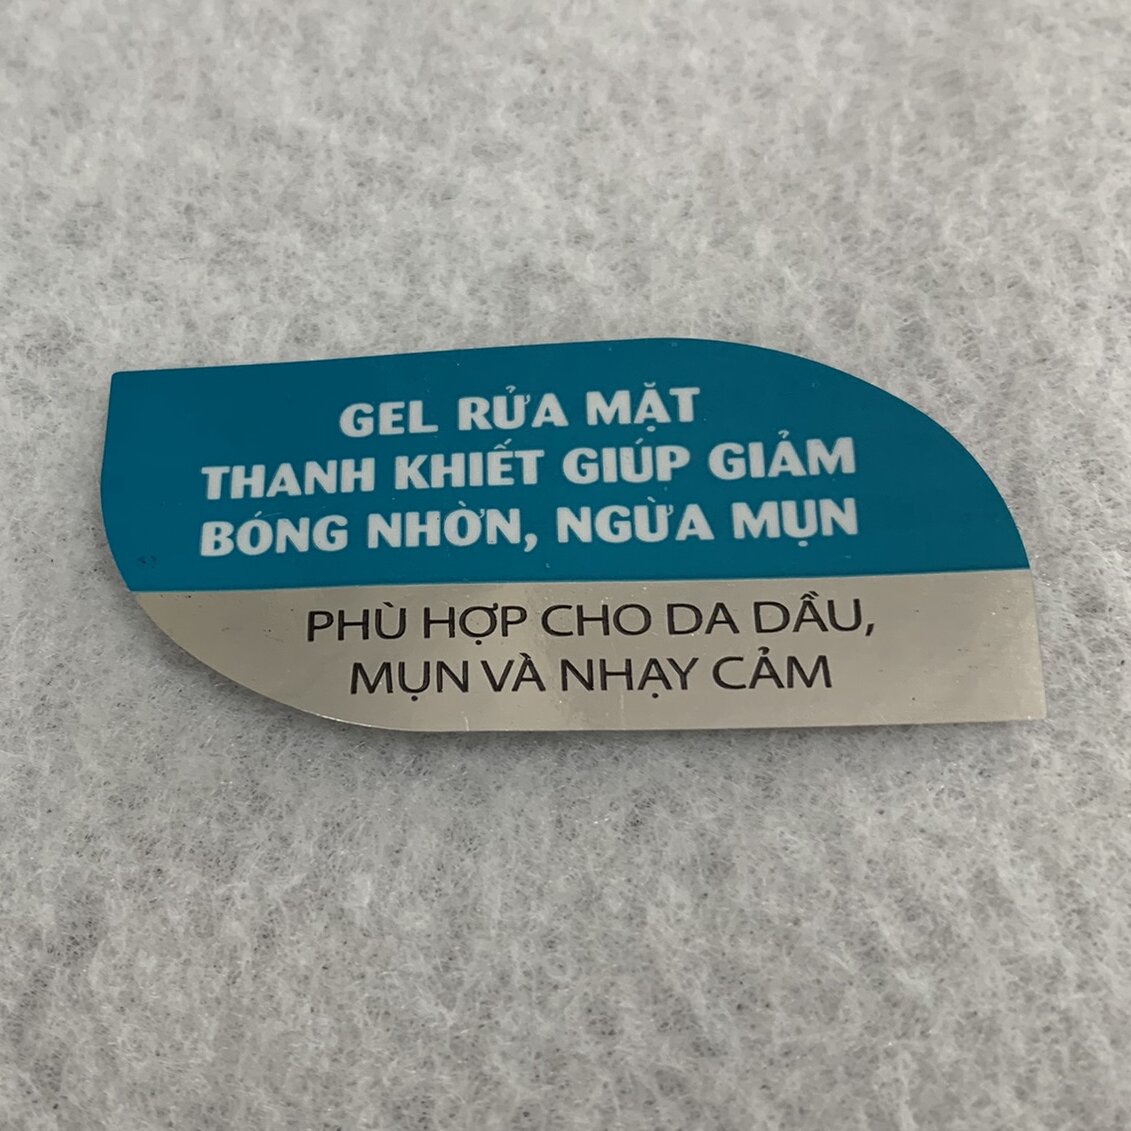 GEL RỬA MẶT
THANH KHIẾT GIÚP GIẢM
BÓNG NHỜN, NGỪA MỤN
PHÙ HỢP CHO DA DẦU,
MỤN VÀ NHẠY CẢM